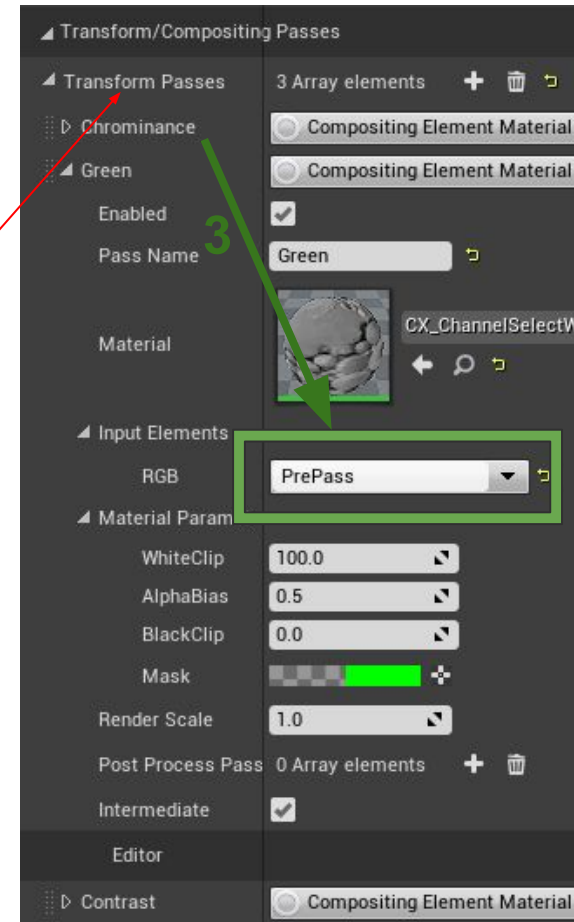 Transform/Compositing Passes
Transform Passes 3 Array elements
Chrominance Compositing Element Material
Green Compositing Element Material
Enabled
3
Pass Name Green
Material CX_ChannelSelectW
Input Elements
RGB PrePass
Material Param
WhiteClip 100.0
AlphaBias 0.5
BlackClip 0.0
Mask
Render Scale 1.0
Post Process Pass 0 Array elements
Intermediate
Editor
Contrast Compositing Element Material